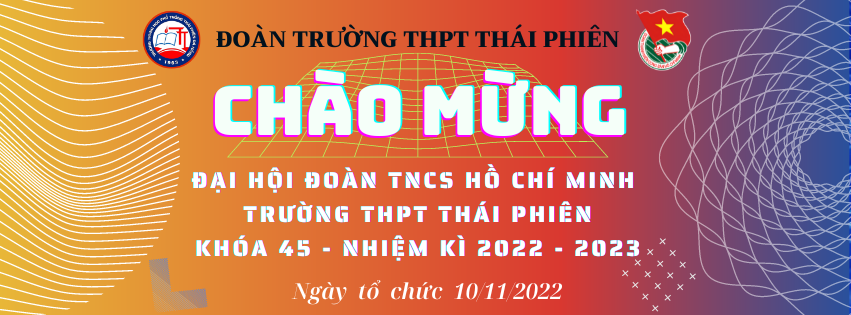 ĐOÀN TRƯỜNG THPT THÁI PHIÊN
CHÀO MỪNG
ĐẠI HỘI ĐOÀN TNCS HỒ CHÍ MINH
TRƯỜNG THPT THÁI PHIÊN
KHÓA 45 - NHIỆM KÌ 2022 - 2023
Ngày tổ chức 10/11/2022